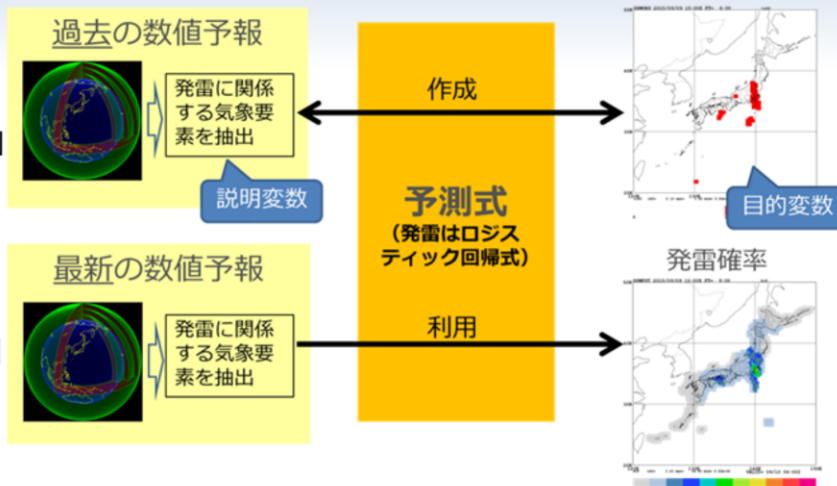 過去の数値予報
発雷に関係
する気象要
素を抽出
説明変数
作成
予測式
(発雷はロジス
ティック回帰式)
目的変数
最新の数値予報
発雷に関係
する気象要
素を抽出
利用
発雷確率